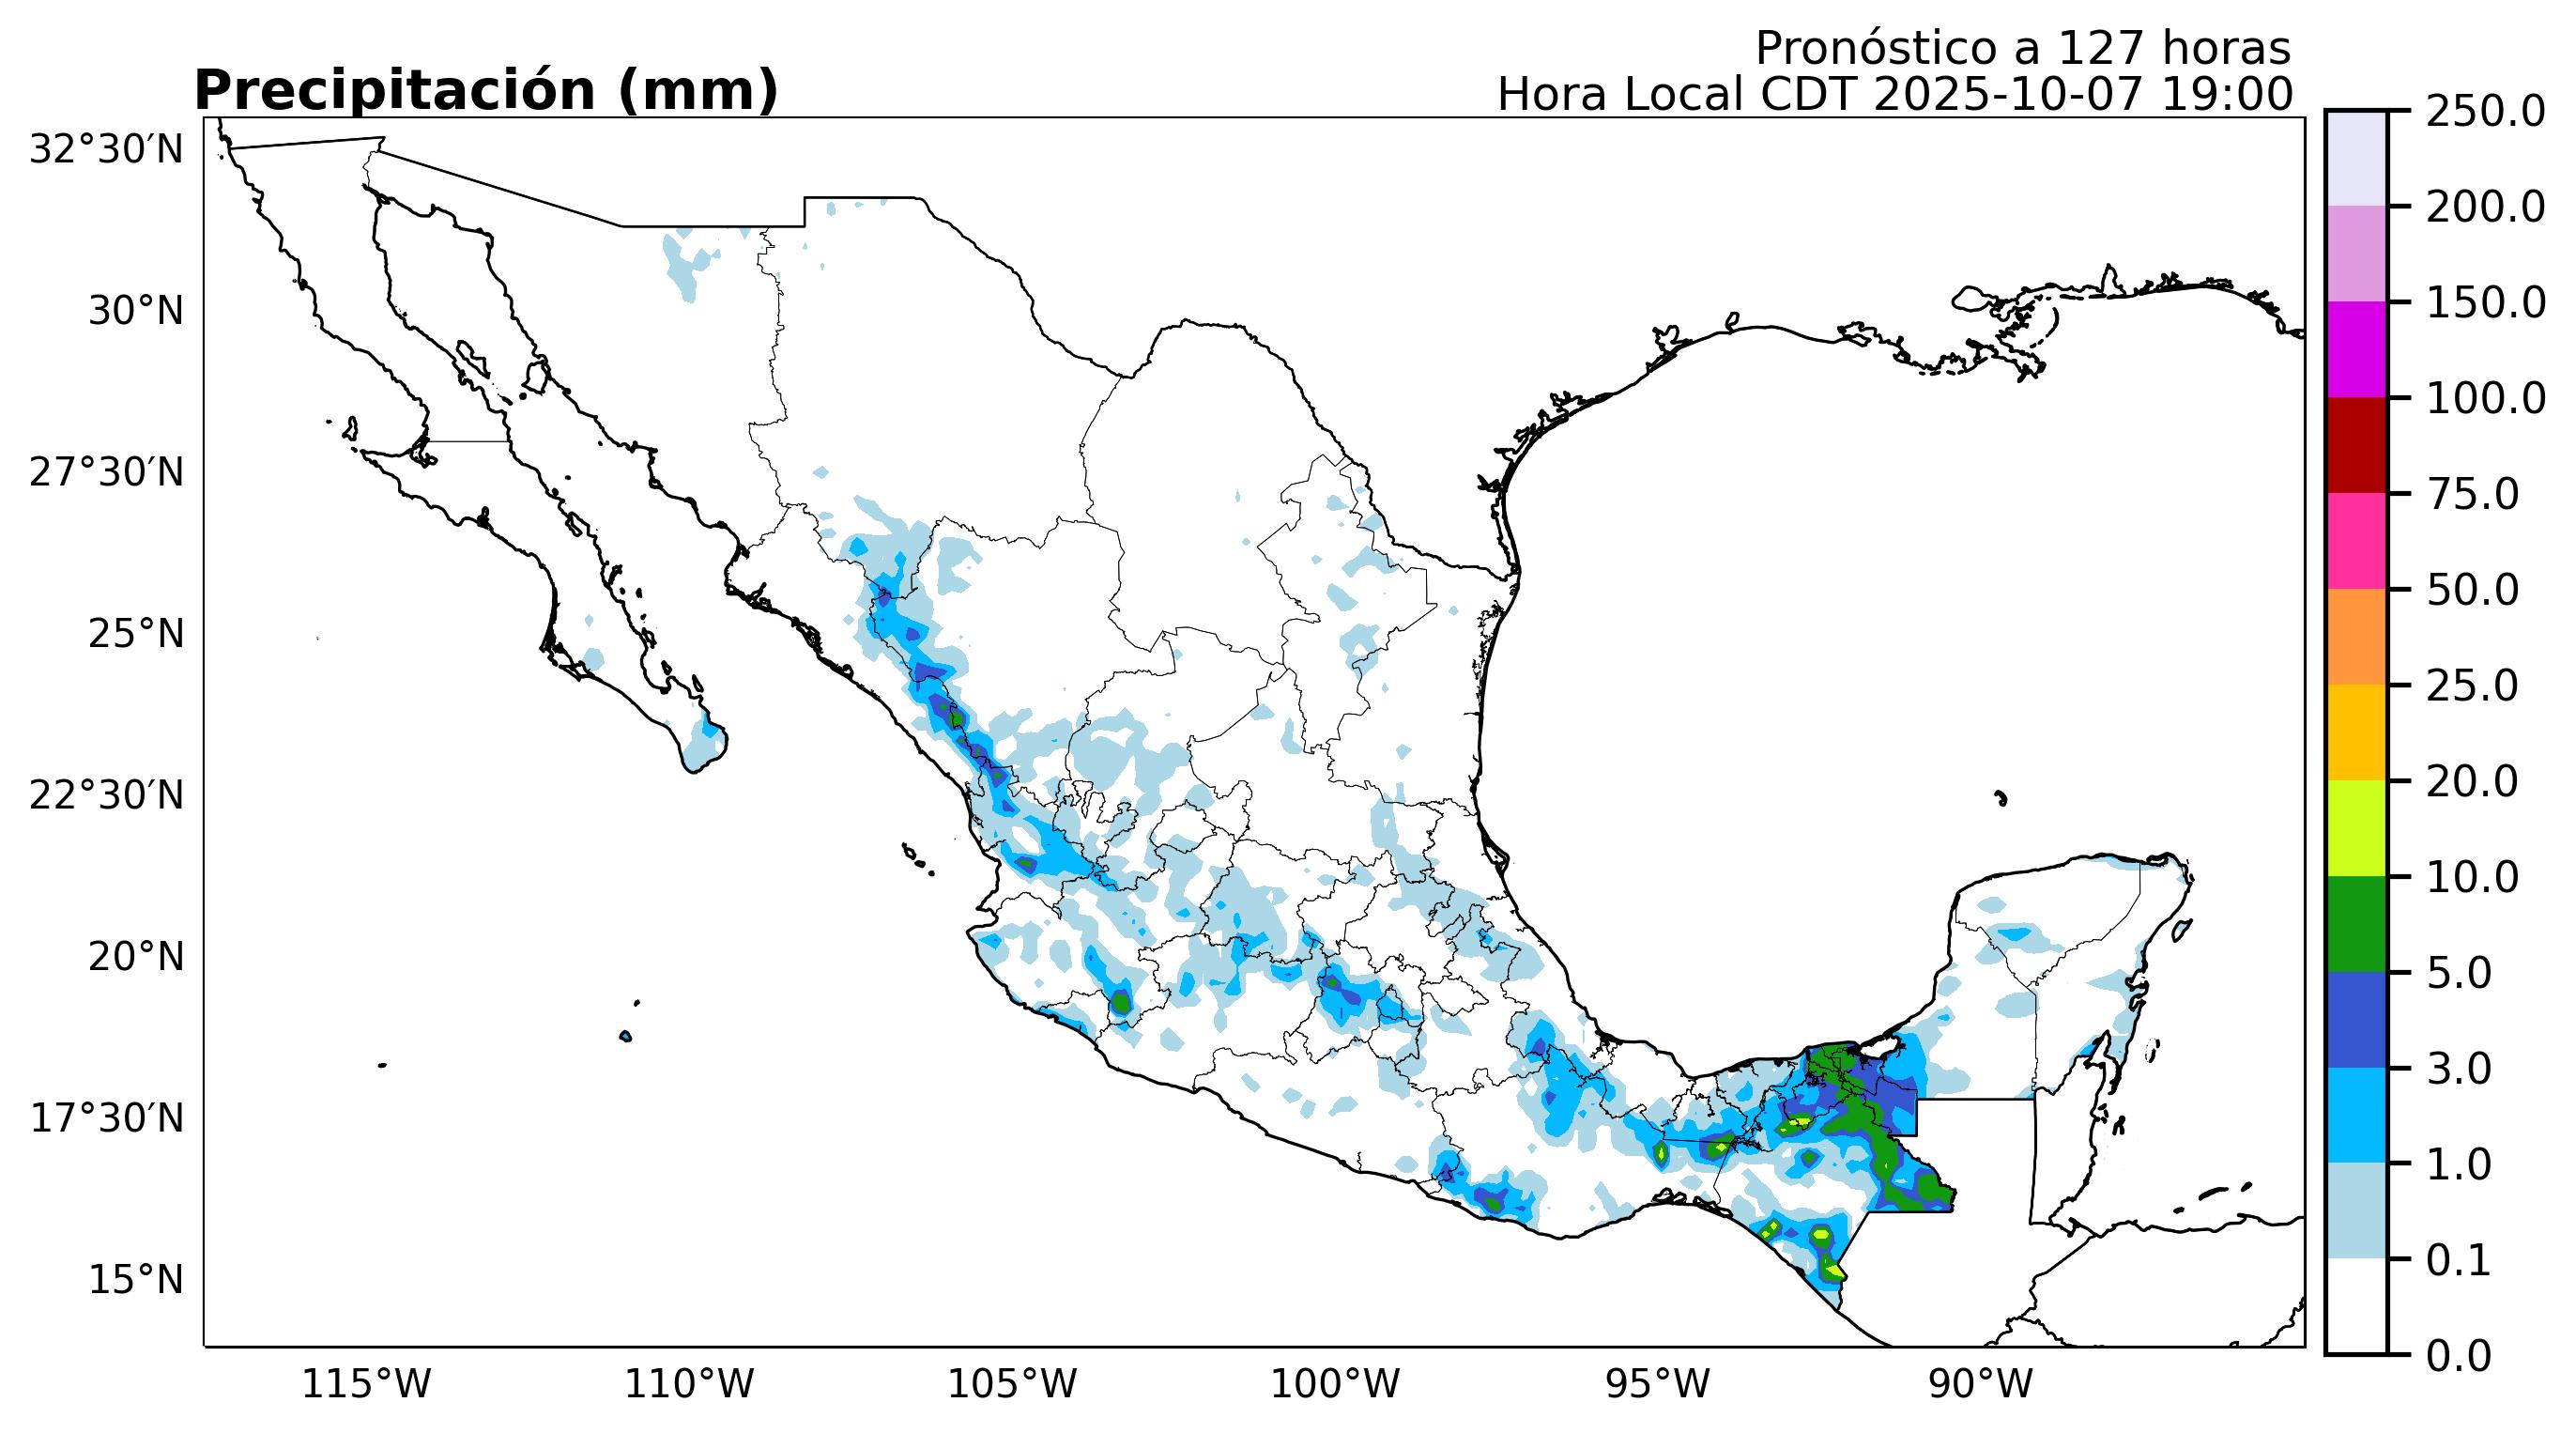 Pronóstico a 127 horas
Precipitación (mm)
Hora Local CDT 2025-10-07 19:00
32°30′N
30°N
27°30′N
25°N
22°30′N
20°N
17°30′N
15°N
115°W
110°W
105°W
100°W
95°W
90°W
250.0
200.0
150.0
100.0
75.0
50.0
25.0
20.0
10.0
5.0
3.0
1.0
0.1
0.0